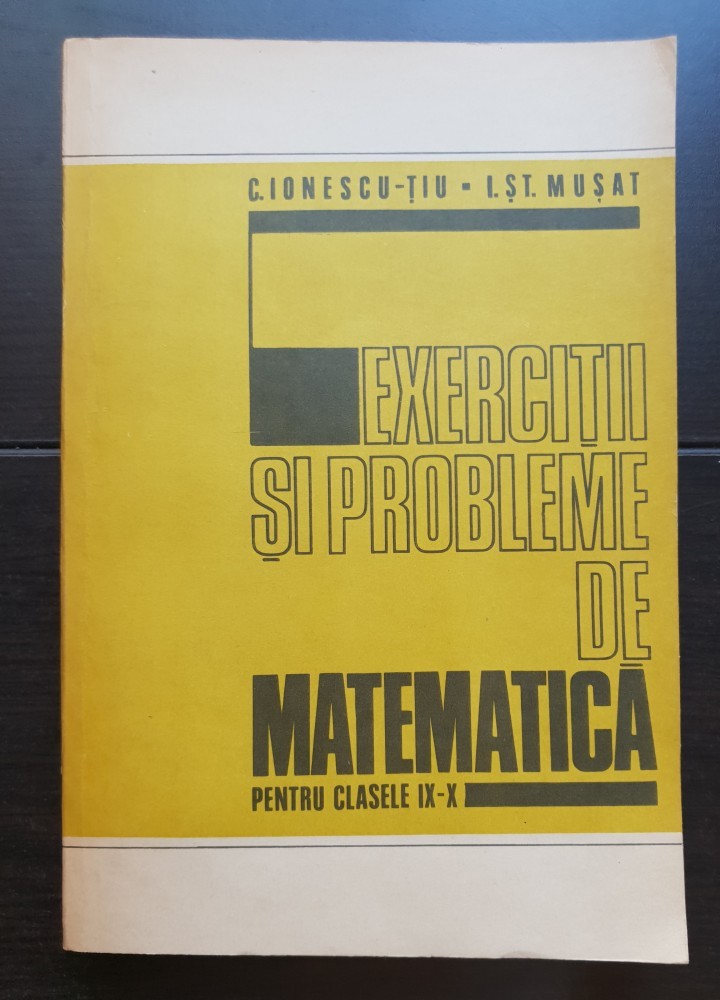 C.IONESCU-ȚIU ▪ I.ȘT. MUȘAT
EXERCIȚII
ȘI PROBLEME
DE
MATEMATICĂ
PENTRU CLASELE IX-X